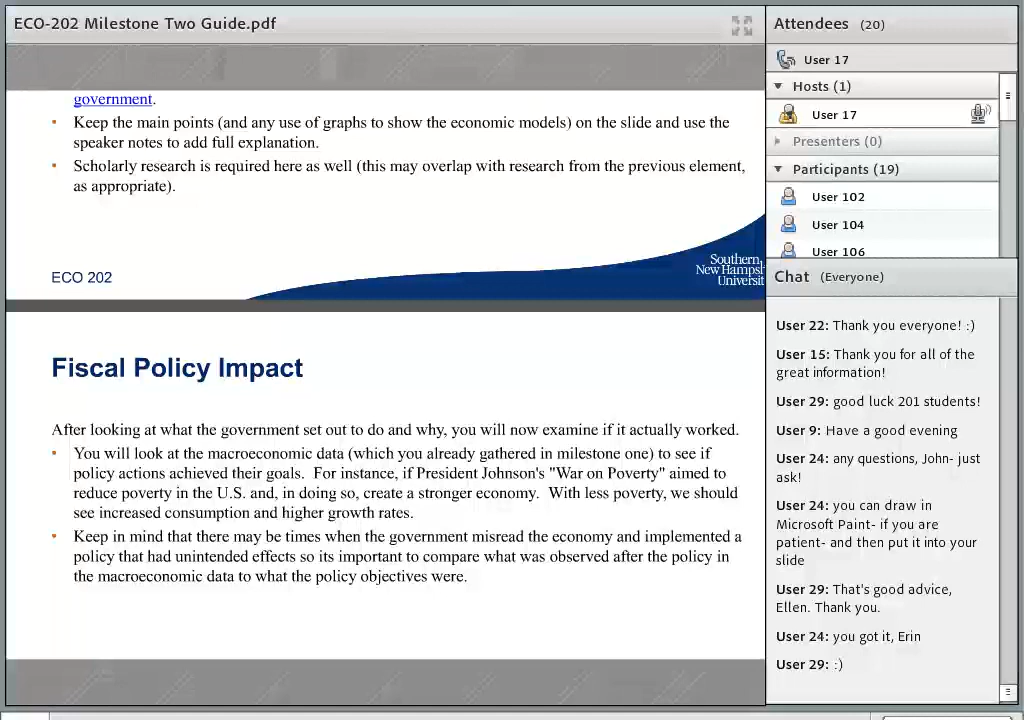 ECO-202 Milestone Two Guide.pdf
government.
• Keep the main points (and any use of graphs to show the economic models) on the slide and use the
speaker notes to add full explanation.
• Scholarly research is required here as well (this may overlap with research from the previous element,
as appropriate).
ECO 202
Southern
New Hampsh
Universit
Fiscal Policy Impact
After looking at what the government set out to do and why, you will now examine if it actually worked.
• You will look at the macroeconomic data (which you already gathered in milestone one) to see if
policy actions achieved their goals. For instance, if President Johnson's "War on Poverty" aimed to
reduce poverty in the U.S. and, in doing so, create a stronger economy. With less poverty, we should
see increased consumption and higher growth rates.
• Keep in mind that there may be times when the government misread the economy and implemented a
policy that had unintended effects so its important to compare what was observed after the policy in
the macroeconomic data to what the policy objectives were.
Attendees (20)
User 17
Hosts (1)
User 17
Presenters (0)
Participants (19)
User 102
User 104
User 106
Chat (Everyone)
User 22: Thank you everyone! :)
User 15: Thank you for all of the
great information!
User 29: good luck 201 students!
User 9: Have a good evening
User 24: any questions, John- just
ask!
User 24: you can draw in
Microsoft Paint- if you are
patient- and then put it into your
slide
User 29: That's good advice,
Ellen. Thank you.
User 24: you got it, Erin
User 29: :)